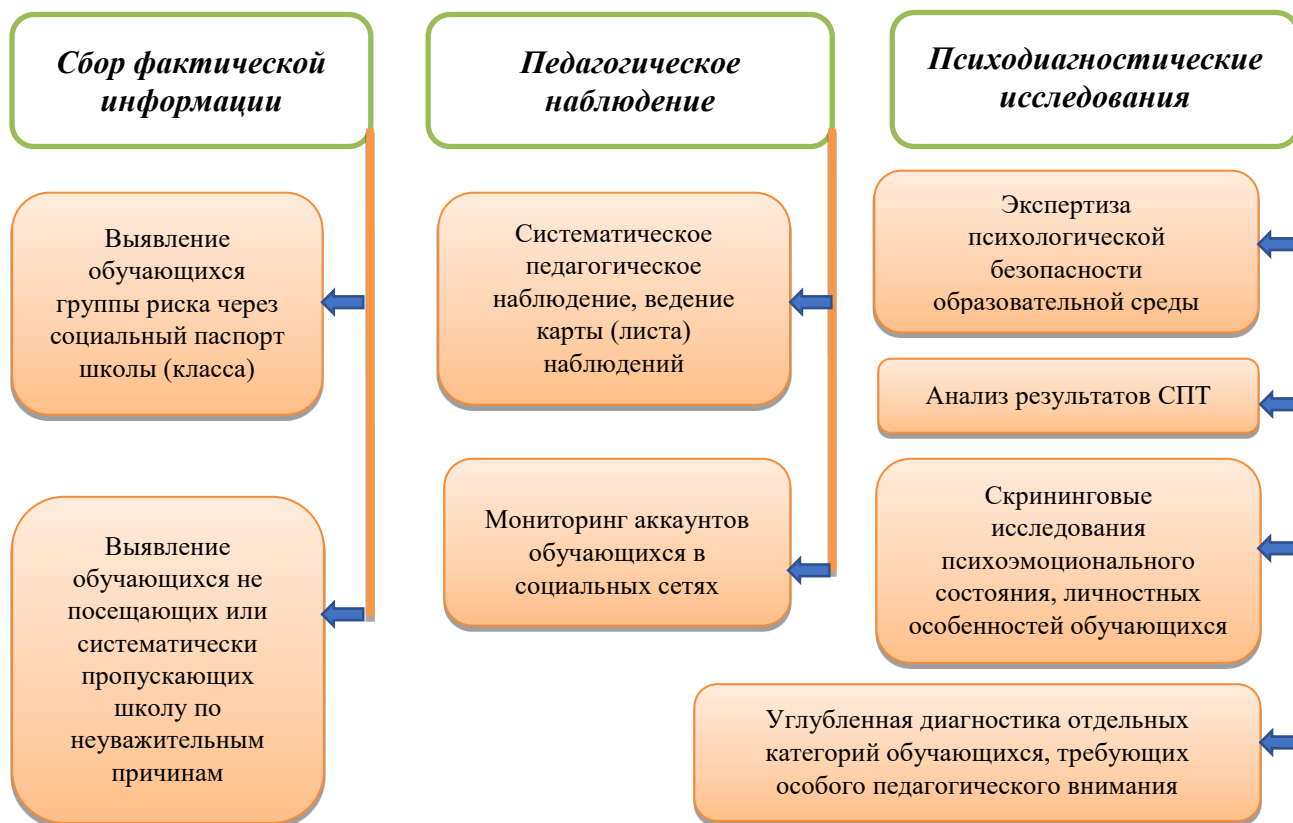 Сбор фактической
информации
Выявление
обучающихся
группы риска через
социальный паспорт
школы (класса)
Выявление
обучающихся не
посещающих или
систематически
пропускающих
школу по
неуважительным
причинам
Педагогическое
наблюдение
Систематическое
педагогическое
наблюдение, ведение
карты (листа)
наблюдений
Мониторинг аккаунтов
обучающихся в
социальных сетях
Психодиагностические
исследования
Экспертиза
психологической
безопасности
образовательной среды
Анализ результатов СПТ
Скрининговые
исследования
психоэмоционального
состояния, личностных
особенностей обучающихся
Углубленная диагностика отдельных
категорий обучающихся, требующих
особого педагогического внимания